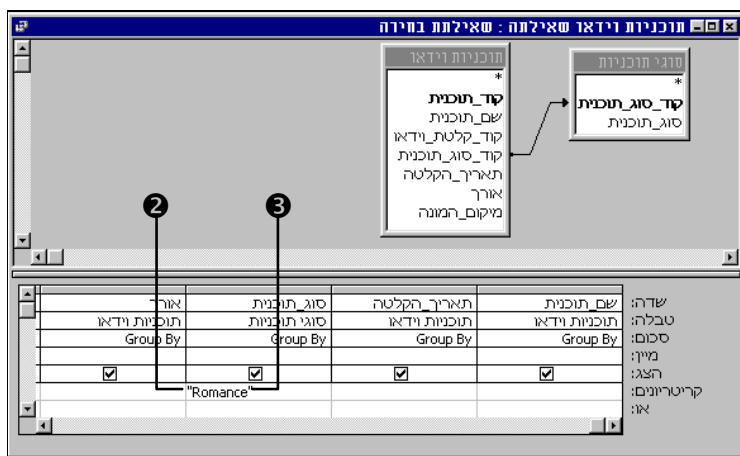 תוכניות וידאו שאילתה : שאילתת בחירה
סוגי תוכניות
*
קוד_סוג_תוכנית
סוג_תוכנית
תוכניות וידאו
*
קוד_תוכנית
שם_תוכנית
קוד_קלטת_וידאו
קוד_סוג_תוכנית
תאריך_הקלטה
אורך
מיקום_המונה
3 2
שדה: שם_תוכנית תאריך_הקלטה סוג_תוכנית אורך
טבלה: תוכניות וידאו תוכניות וידאו סוגי תוכניות תוכניות וידאו
סכום: Group By Group By Group By Group By
מיין:
הצג:
קריטריונים: "Romance"
או: